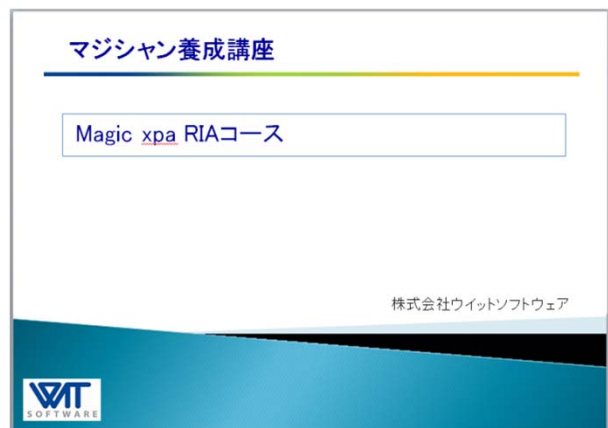 マジシャン養成講座
Magic xpa RIAコース
株式会社ウイットソフトウェア
WIT
SOFTWARE